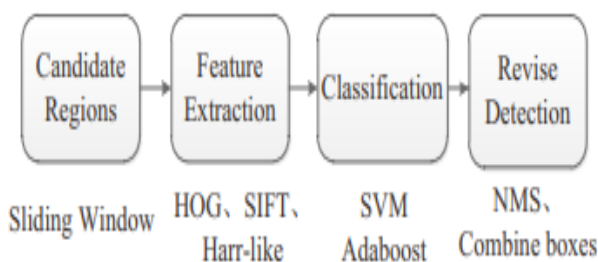 Candidate
Regions
Feature
Extraction
Classification
Revise
Detection
Sliding Window
HOG、SIFT、
Harr-like
SVM
Adaboost
NMS、
Combine boxes